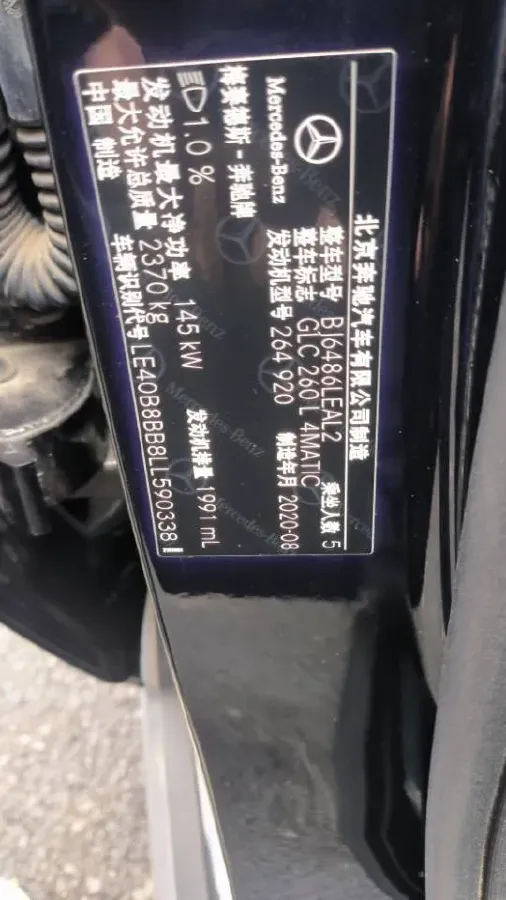 北京奔驰汽车有限公司制造
Mercedes-Benz
梅赛德斯-奔驰牌
整车型号 BJ6486LEAL2
整车标志 GLC 260 L 4MATIC 乘坐人数 5
发动机型号 264 920 制造年月 2020-08
1.0 %
发动机最大净功率 145 kW 发动机排量 1991 mL
最大允许总质量 2370 kg
中国 制造 车辆识别代号 LE40B8BB8LL590338